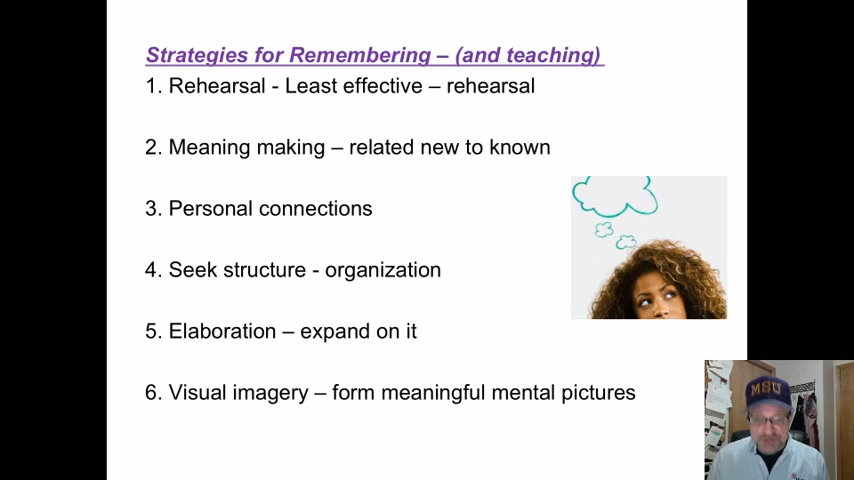 Strategies for Remembering – (and teaching)
1. Rehearsal - Least effective – rehearsal
2. Meaning making – related new to known
3. Personal connections
4. Seek structure - organization
5. Elaboration – expand on it
6. Visual imagery – form meaningful mental pictures
MSU